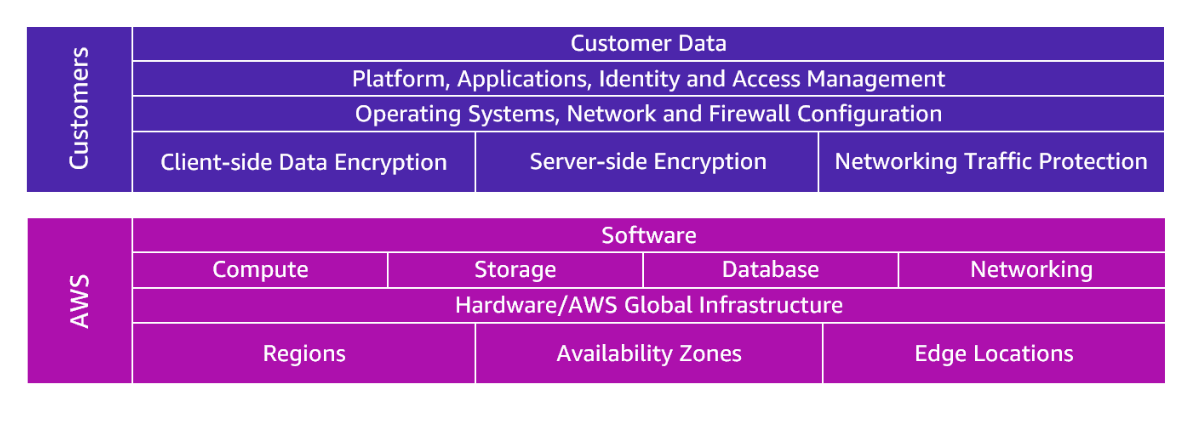 Customers
Customer Data
Platform, Applications, Identity and Access Management
Operating Systems, Network and Firewall Configuration
Client-side Data Encryption
Server-side Encryption
Networking Traffic Protection
AWS
Software
Compute
Storage
Database
Networking
Hardware/AWS Global Infrastructure
Regions
Availability Zones
Edge Locations